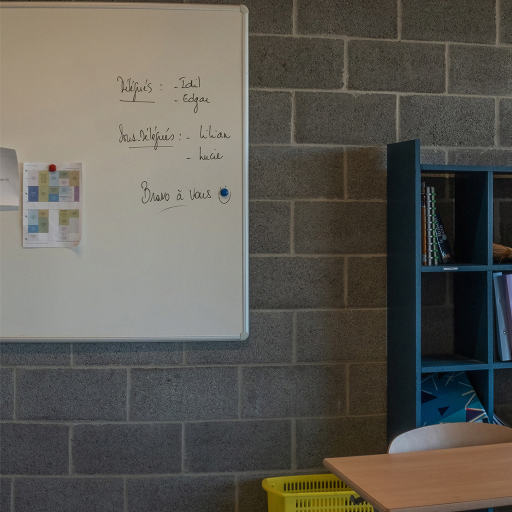 Délégués : - Idil
- Edgar
Sous-Délégués : - Lilian
- Lucie
Bravo à vous